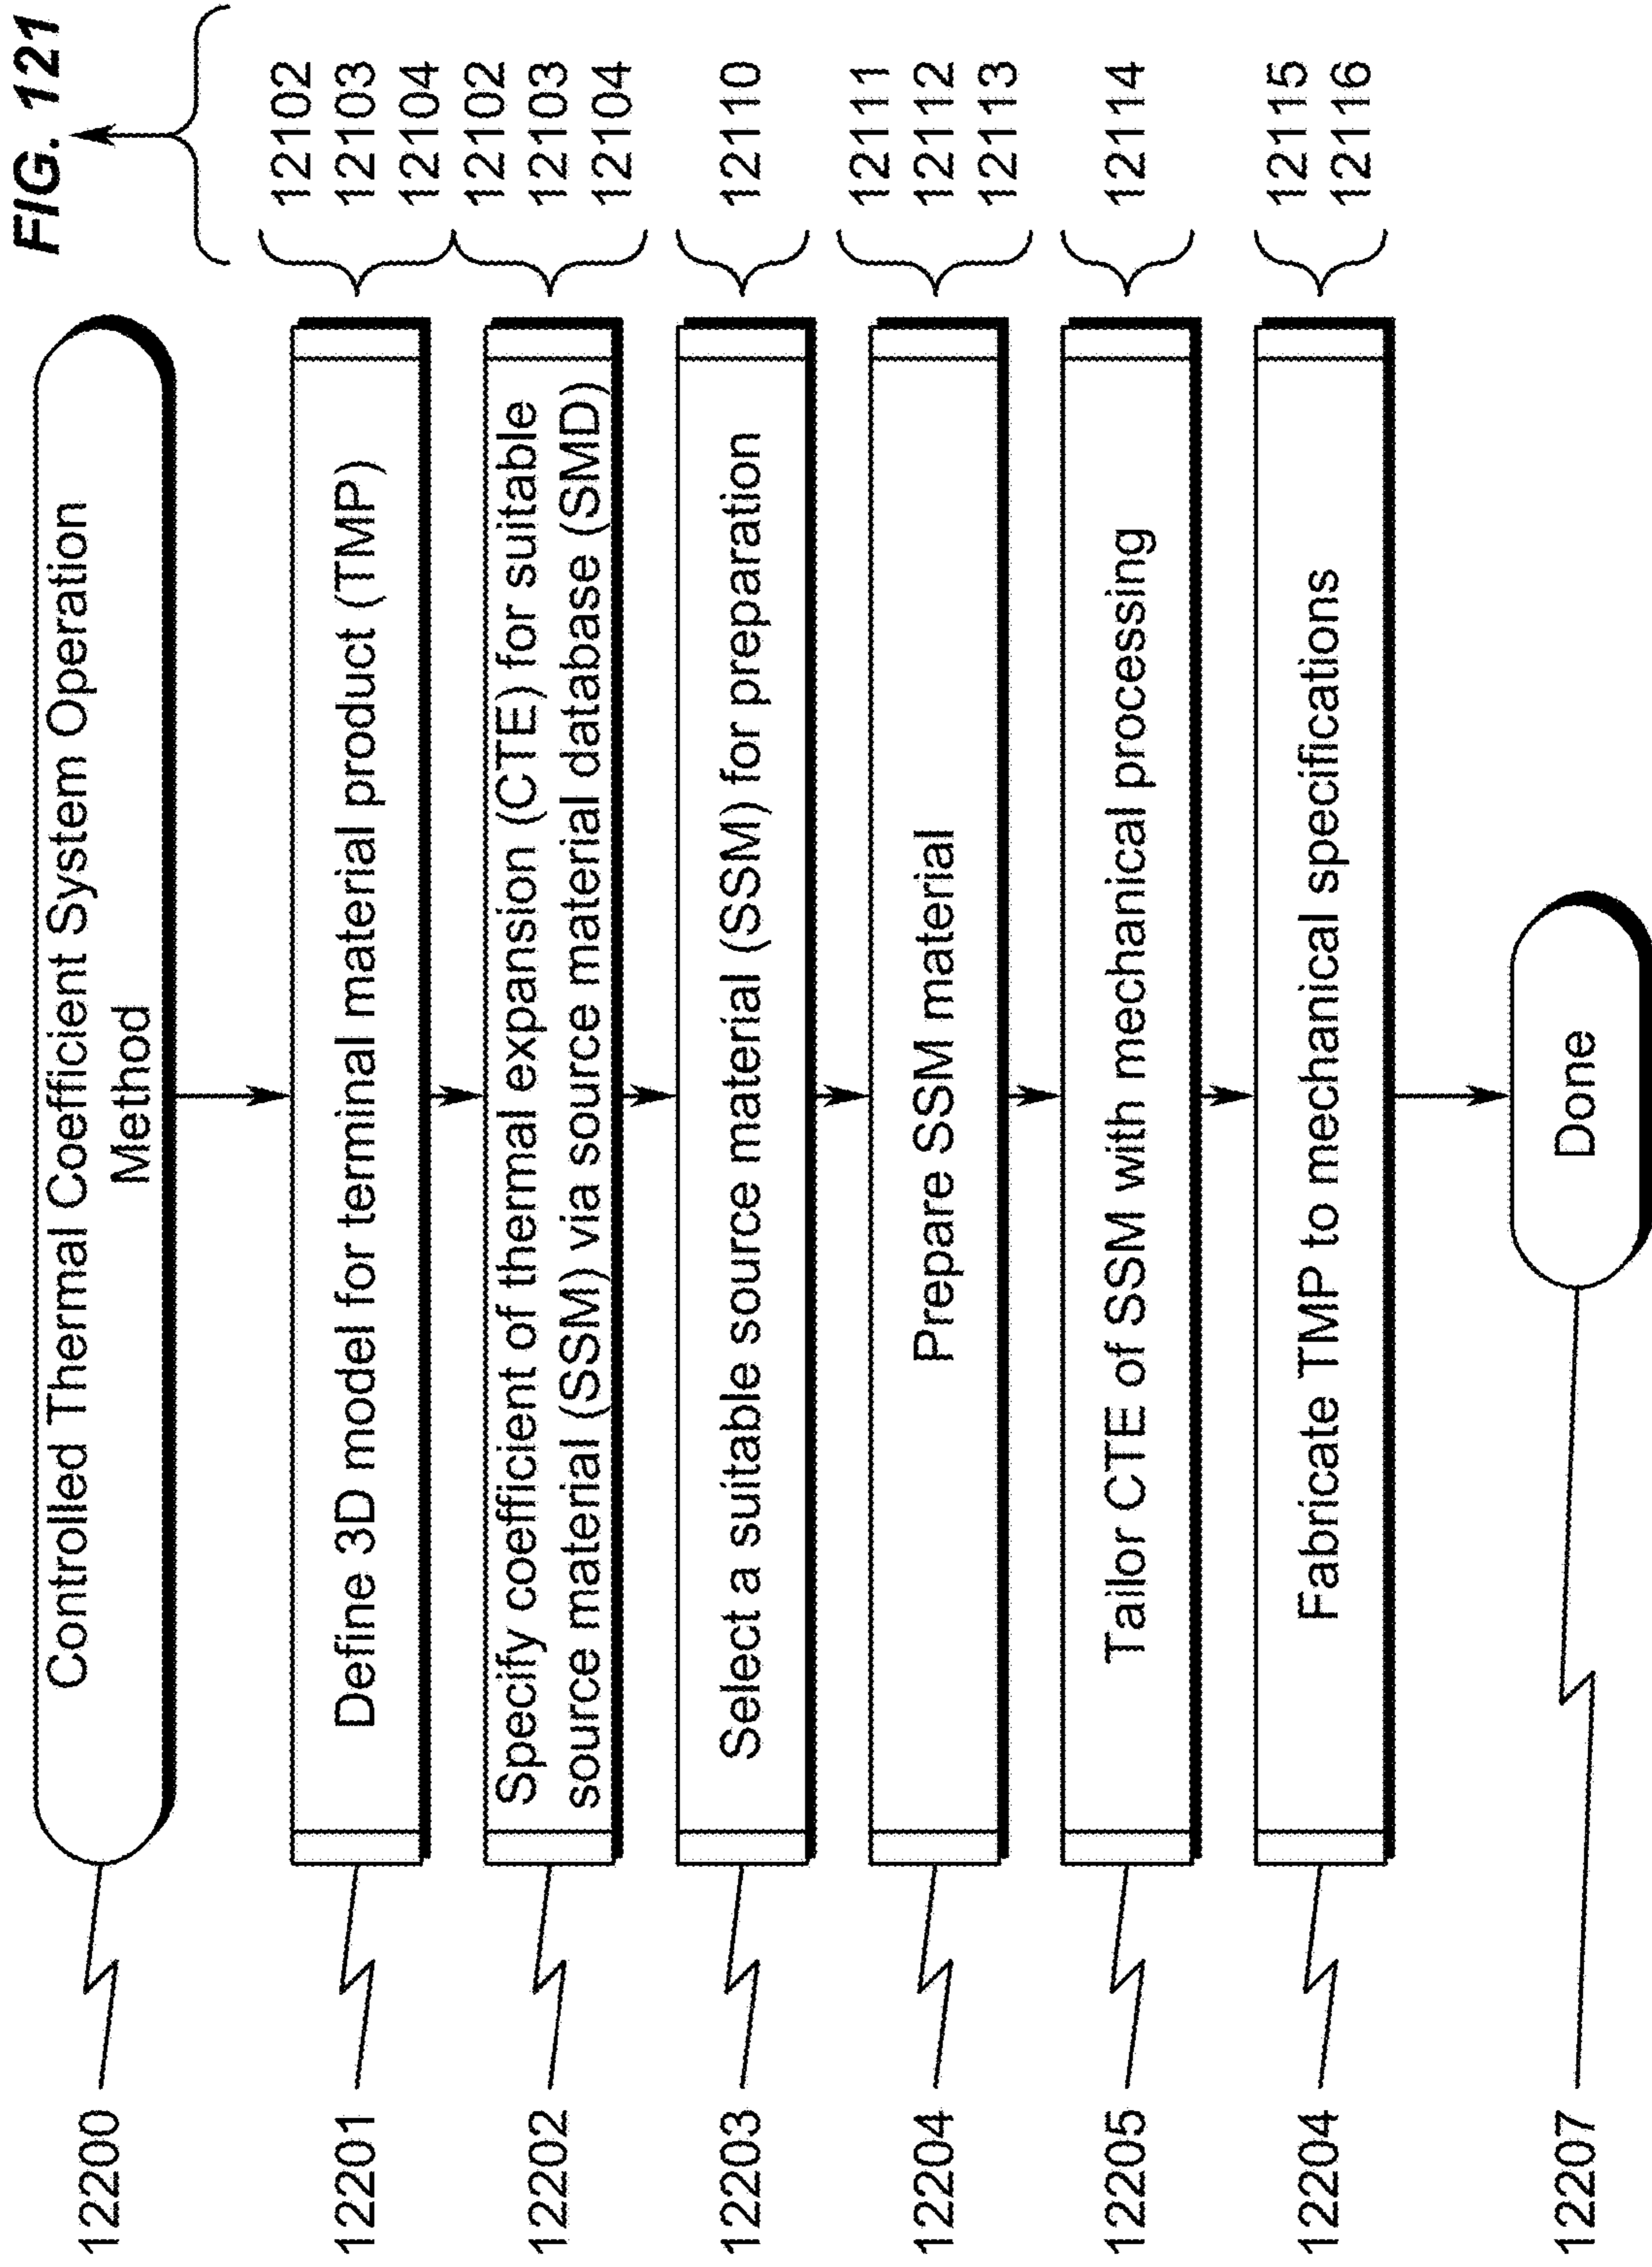 FIG. 121
12200
Controlled Thermal Coefficient System Operation
Method
12201
Define 3D model for terminal material product (TMP)
12102
12103
12104
12202
Specify coefficient of thermal expansion (CTE) for suitable
source material (SSM) via source material database (SMD)
12102
12103
12104
12203
Select a suitable source material (SSM) for preparation
12110
12204
Prepare SSM material
12111
12112
12113
12205
Tailor CTE of SSM with mechanical processing
12114
12204
Fabricate TMP to mechanical specifications
12115
12116
12207
Done